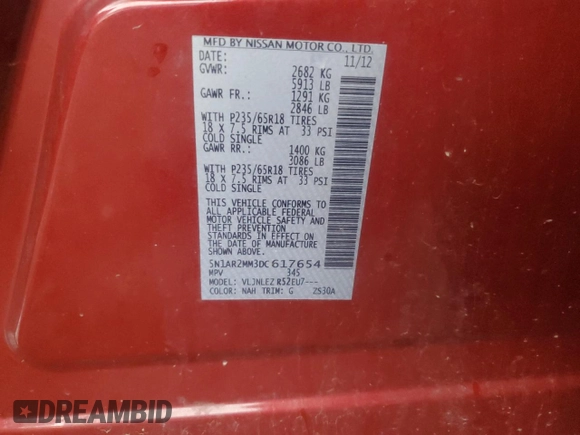 MFD BY NISSAN MOTOR CO., LTD.
DATE: 11/12
GVWR: 2682 KG
5913 LB
GAWR FR.: 1291 KG
2846 LB
WITH P235/65R18 TIRES
18 X 7.5 RIMS AT 33 PSI
COLD SINGLE
GAWR RR.: 1400 KG
3086 LB
WITH P235/65R18 TIRES
18 X 7.5 RIMS AT 33 PSI
COLD SINGLE
THIS VEHICLE CONFORMS TO
ALL APPLICABLE FEDERAL
MOTOR VEHICLE SAFETY AND
THEFT PREVENTION
STANDARDS IN EFFECT ON
THE DATE OF MANUFACTURE
SHOWN ABOVE.
5N1AR2MM3DC617654
MPV 345
MODEL: VLJNLEZ R52EU7---
COLOR: NAH TRIM: G 2S30A
DREAMBID